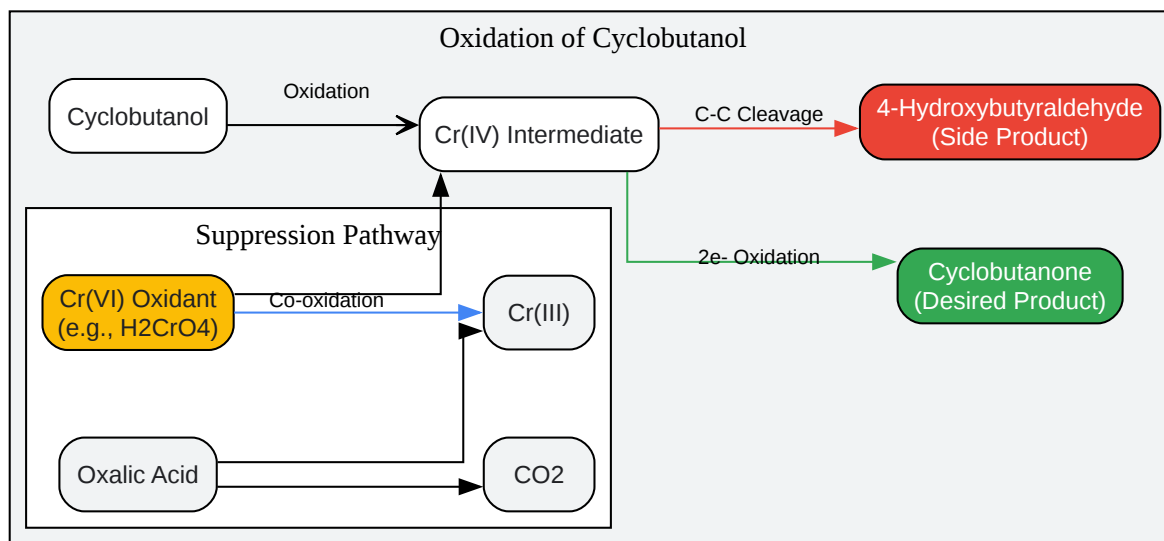 Oxidation of Cyclobutanol
Cyclobutanol
Oxidation
Cr(IV) Intermediate
C-C Cleavage
4-Hydroxybutyraldehyde
(Side Product)
Suppression Pathway
2e- Oxidation
Cyclobutanone
(Desired Product)
Cr(VI) Oxidant
(e.g., H2CrO4)
Co-oxidation
Cr(III)
Oxalic Acid
CO2